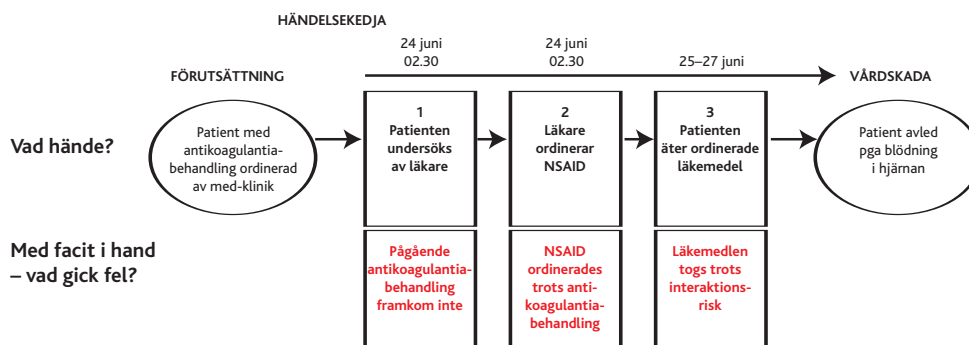 HÄNDELSEKEDJA
24 juni
02.30
24 juni
02.30
25–27 juni
FÖRUTSÄTTNING
VÅRDSKADA
Vad hände?
Patient med
antikoagulantia-
behandling ordinerad
av med-klinik
1
Patienten
undersöks
av läkare
2
Läkare
ordinerar
NSAID
3
Patienten
äter ordinerade
läkemedel
Patient avled
pga blödning
i hjärnan
Med facit i hand
– vad gick fel?
Pågående
antikoagulantia-
behandling
framkom inte
NSAID
ordinerades
trots anti-
koagulantia-
behandling
Läkemedlen
togs trots
interaktions-
risk